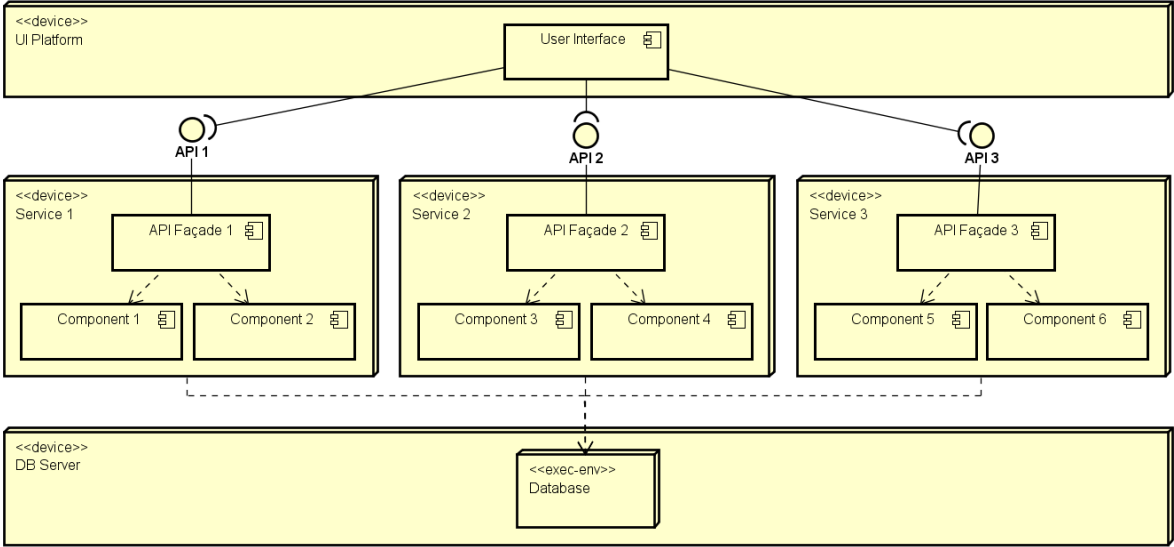 <<device>>
UI Platform
User Interface
API 1
API 2
API 3
<<device>>
Service 1
API Façade 1
Component 1
Component 2
<<device>>
Service 2
API Façade 2
Component 3
Component 4
<<device>>
Service 3
API Façade 3
Component 5
Component 6
<<device>>
DB Server
<<exec-env>>
Database